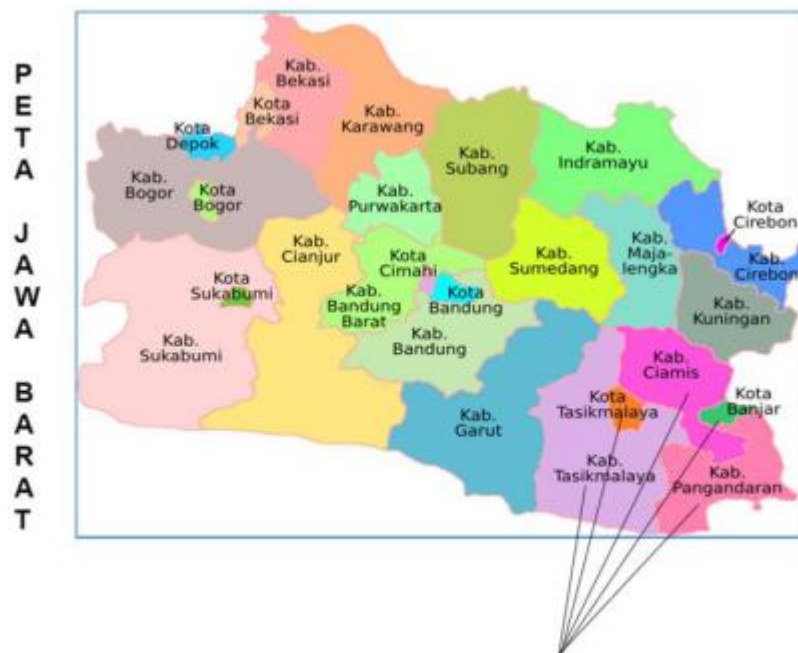 PETA JAWA BARAT
Kab.
Bekasi
Kota
Bekasi
Kab.
Karawang
Kota
Depok
Kab.
Bogor
Kota
Bogor
Kab.
Subang
Kab.
Indramayu
Kab.
Purwakarta
Kota
Cirebon
Kab.
Cirebon
Kab.
Cianjur
Kota
Cimahi
Kab.
Sumedang
Kab.
Maja-
lengka
Kota
Sukabumi
Kab.
Sukabumi
Kab.
Bandung
Barat
Kota
Bandung
Kab.
Bandung
Kab.
Kuningan
Kab.
Ciamis
Kota
Banjar
Kota
Tasikmalaya
Kab.
Garut
Kab.
Tasikmalaya
Kab.
Pangandaran